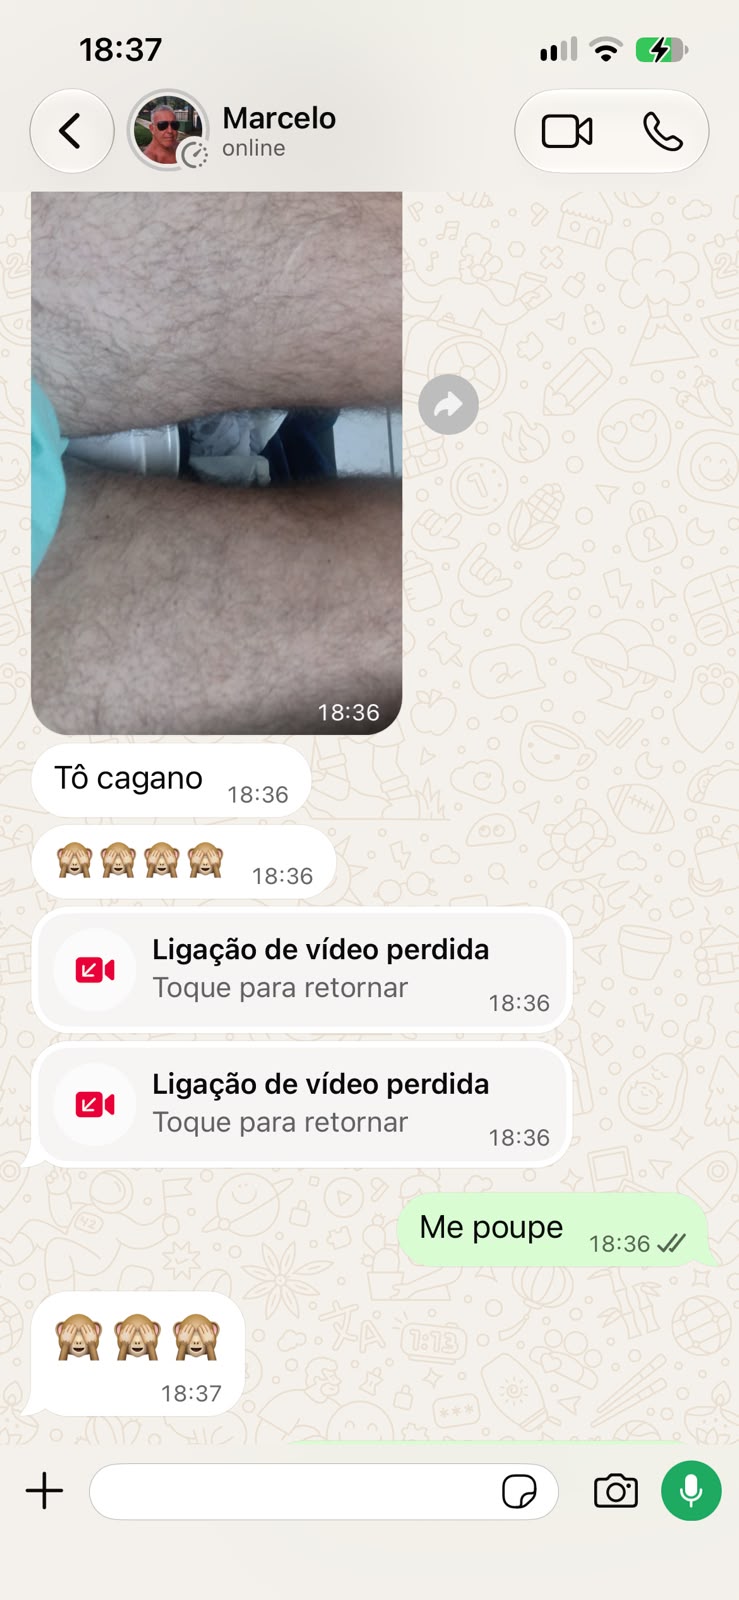 18:37
Marcelo
online
18:36
Tô cagano 18:36
🙈🙈🙈🙈 18:36
Ligação de vídeo perdida
Toque para retornar
18:36
Ligação de vídeo perdida
Toque para retornar
18:36
Me poupe 18:36
🙈🙈🙈
18:37